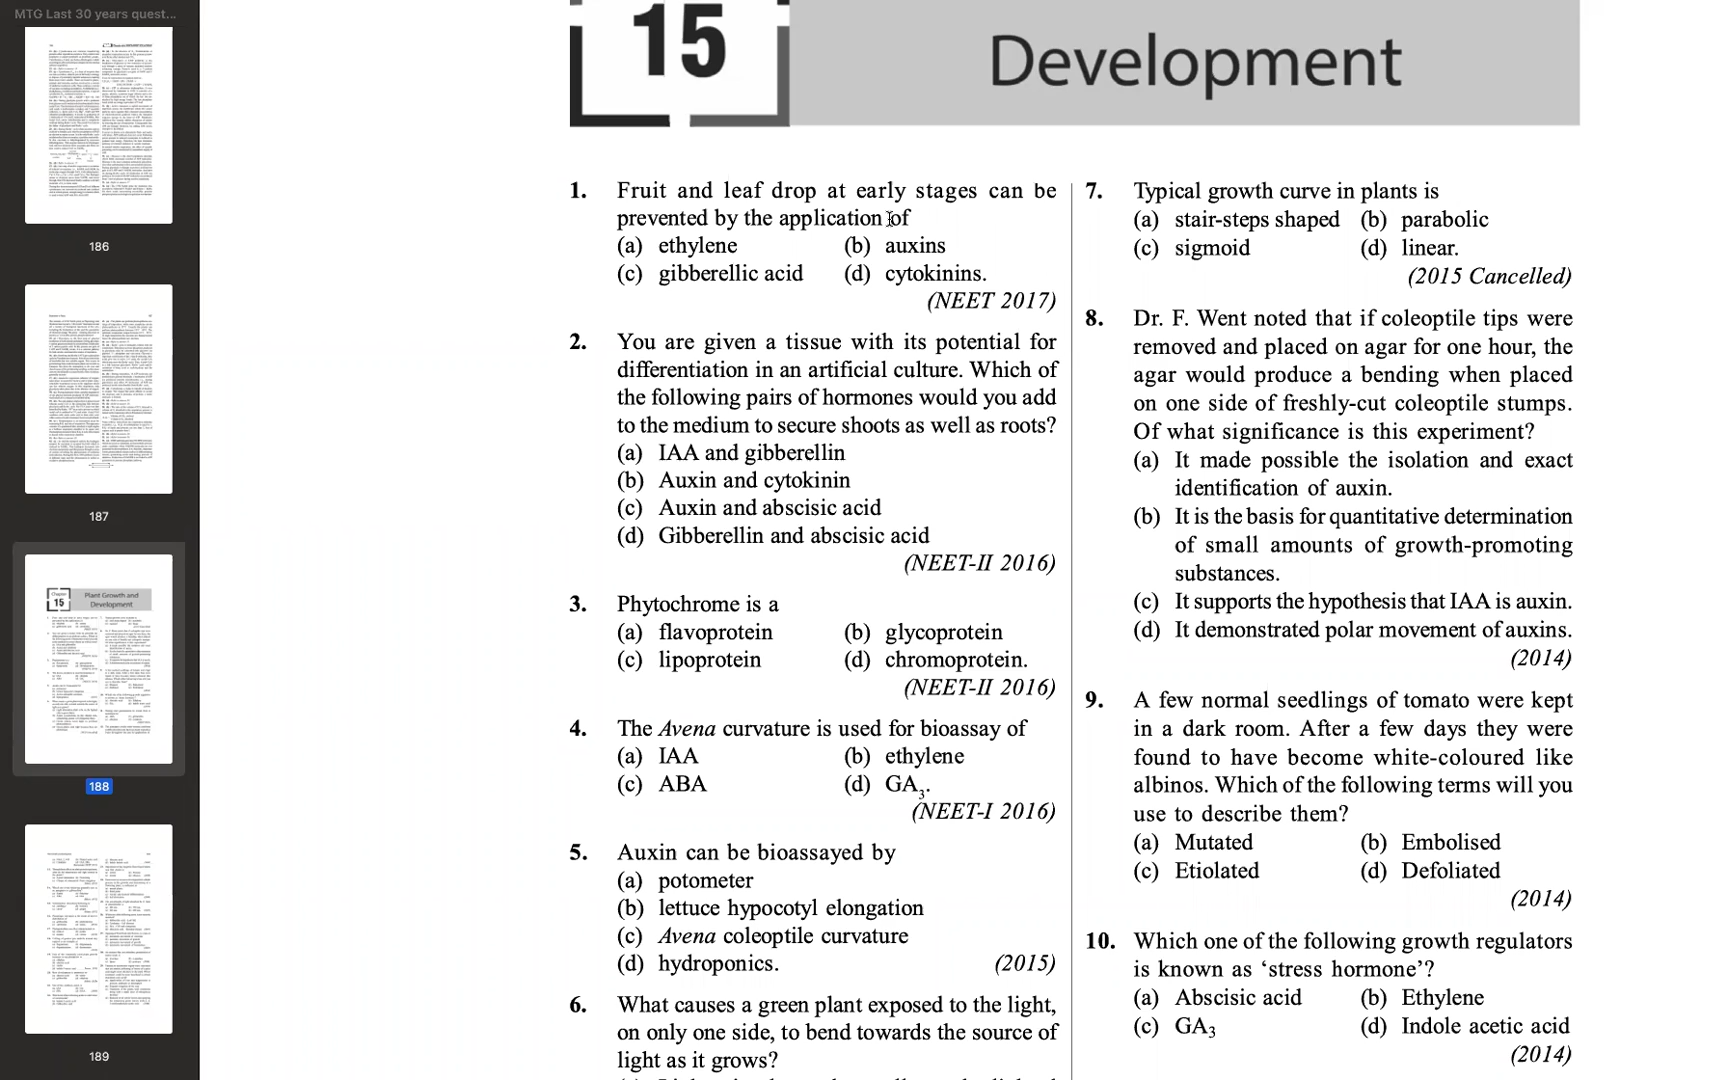 MTG Last 30 years quest...
186
187
Chapter
15
Plant Growth and
Development
188
189
15
Development
1. Fruit and leaf drop at early stages can be
prevented by the application of
(a) ethylene (b) auxins
(c) gibberellic acid (d) cytokinins.
(NEET 2017)
2. You are given a tissue with its potential for
differentiation in an artificial culture. Which of
the following pairs of hormones would you add
to the medium to secure shoots as well as roots?
(a) IAA and gibberellin
(b) Auxin and cytokinin
(c) Auxin and abscisic acid
(d) Gibberellin and abscisic acid
(NEET-II 2016)
3. Phytochrome is a
(a) flavoprotein (b) glycoprotein
(c) lipoprotein (d) chromoprotein.
(NEET-II 2016)
4. The Avena curvature is used for bioassay of
(a) IAA (b) ethylene
(c) ABA (d) GA3.
(NEET-I 2016)
5. Auxin can be bioassayed by
(a) potometer
(b) lettuce hypocotyl elongation
(c) Avena coleoptile curvature
(d) hydroponics. (2015)
6. What causes a green plant exposed to the light,
on only one side, to bend towards the source of
light as it grows?
7. Typical growth curve in plants is
(a) stair-steps shaped (b) parabolic
(c) sigmoid (d) linear.
(2015 Cancelled)
8. Dr. F. Went noted that if coleoptile tips were
removed and placed on agar for one hour, the
agar would produce a bending when placed
on one side of freshly-cut coleoptile stumps.
Of what significance is this experiment?
(a) It made possible the isolation and exact
identification of auxin.
(b) It is the basis for quantitative determination
of small amounts of growth-promoting
substances.
(c) It supports the hypothesis that IAA is auxin.
(d) It demonstrated polar movement of auxins.
(2014)
9. A few normal seedlings of tomato were kept
in a dark room. After a few days they were
found to have become white-coloured like
albinos. Which of the following terms will you
use to describe them?
(a) Mutated (b) Embolised
(c) Etiolated (d) Defoliated
(2014)
10. Which one of the following growth regulators
is known as ‘stress hormone’?
(a) Abscisic acid (b) Ethylene
(c) GA3 (d) Indole acetic acid
(2014)